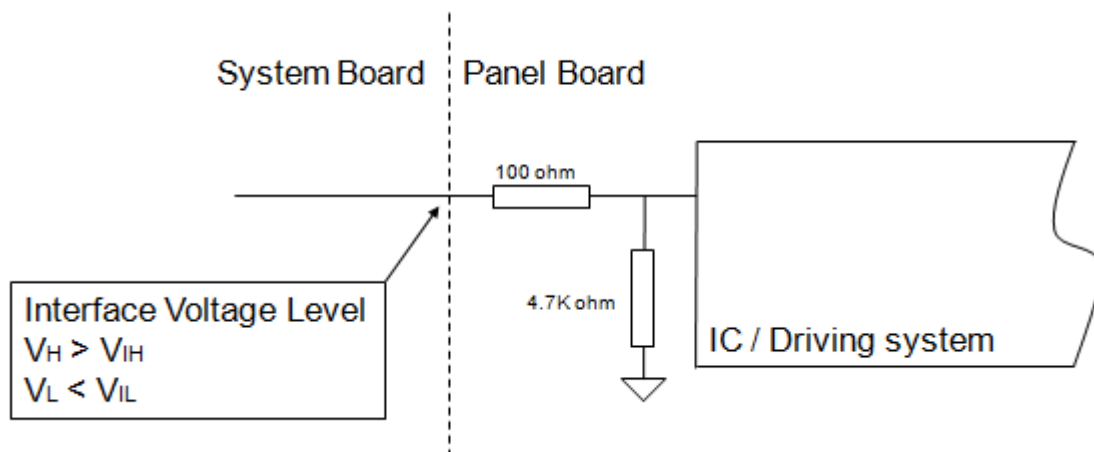 System Board
Panel Board
100 ohm
4.7K ohm
IC / Driving system
Interface Voltage Level
VH > VIH
VL < VIL